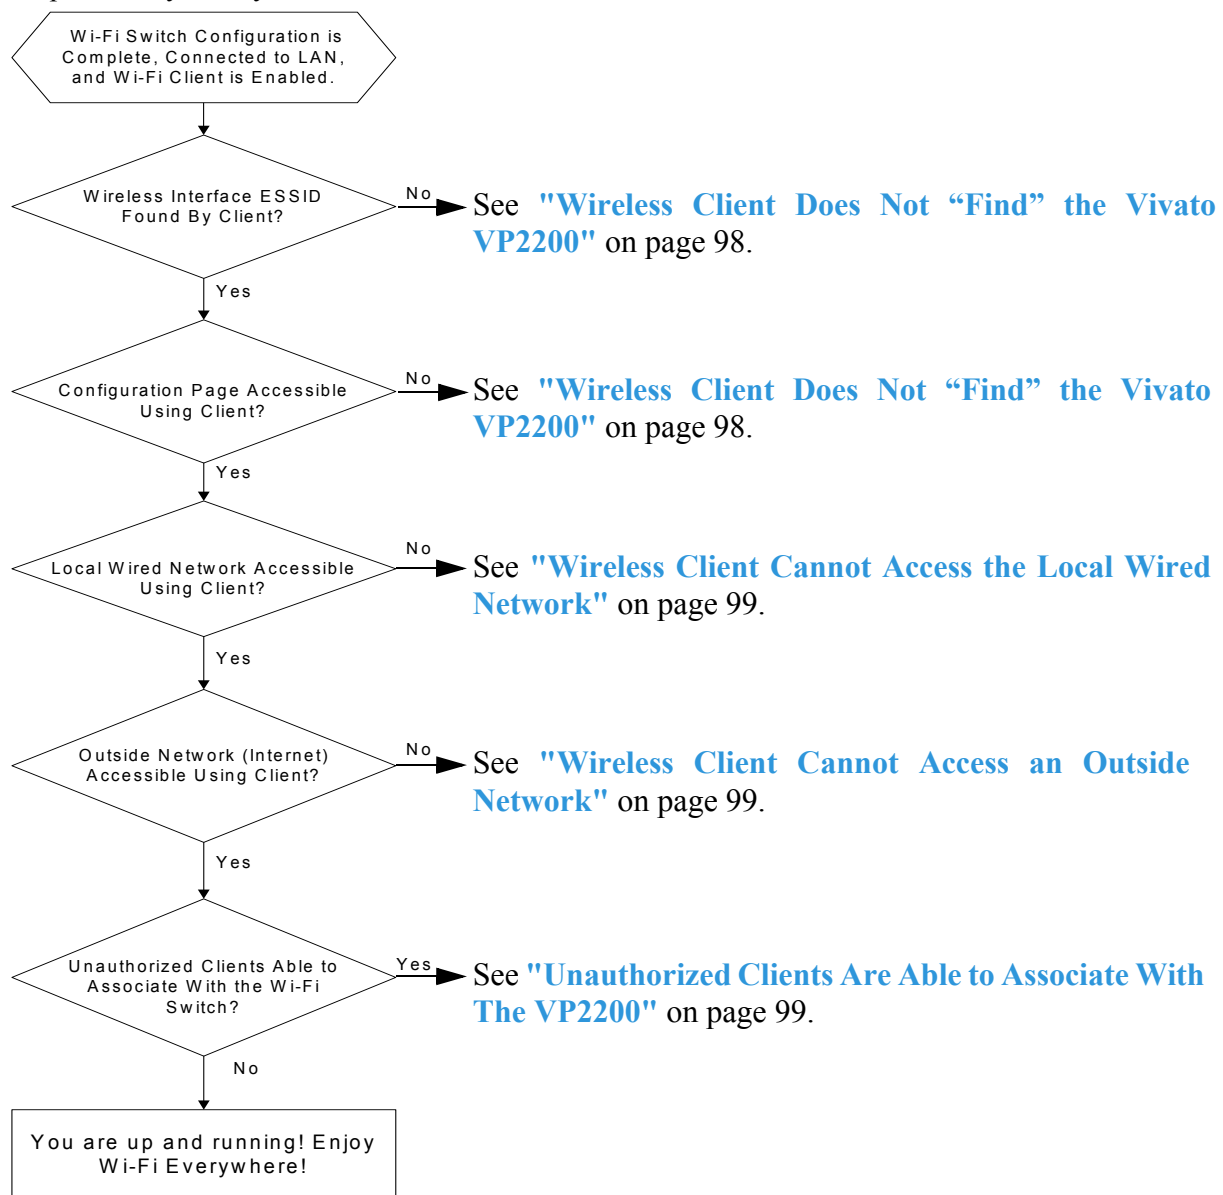 Wi-Fi Switch Configuration is
Complete, Connected to LAN,
and Wi-Fi Client is Enabled.
Wireless Interface ESSID
Found By Client?
No
See "Wireless Client Does Not “Find” the Vivato
VP2200" on page 98.
Yes
Configuration Page Accessible
Using Client?
No
See "Wireless Client Does Not “Find” the Vivato
VP2200" on page 98.
Yes
Local Wired Network Accessible
Using Client?
No
See "Wireless Client Cannot Access the Local Wired
Network" on page 99.
Yes
Outside Network (Internet)
Accessible Using Client?
No
See "Wireless Client Cannot Access an Outside
Network" on page 99.
Yes
Unauthorized Clients Able to
Associate With the Wi-Fi
Switch?
Yes
See "Unauthorized Clients Are Able to Associate With
The VP2200" on page 99.
No
You are up and running! Enjoy
Wi-Fi Everywhere!